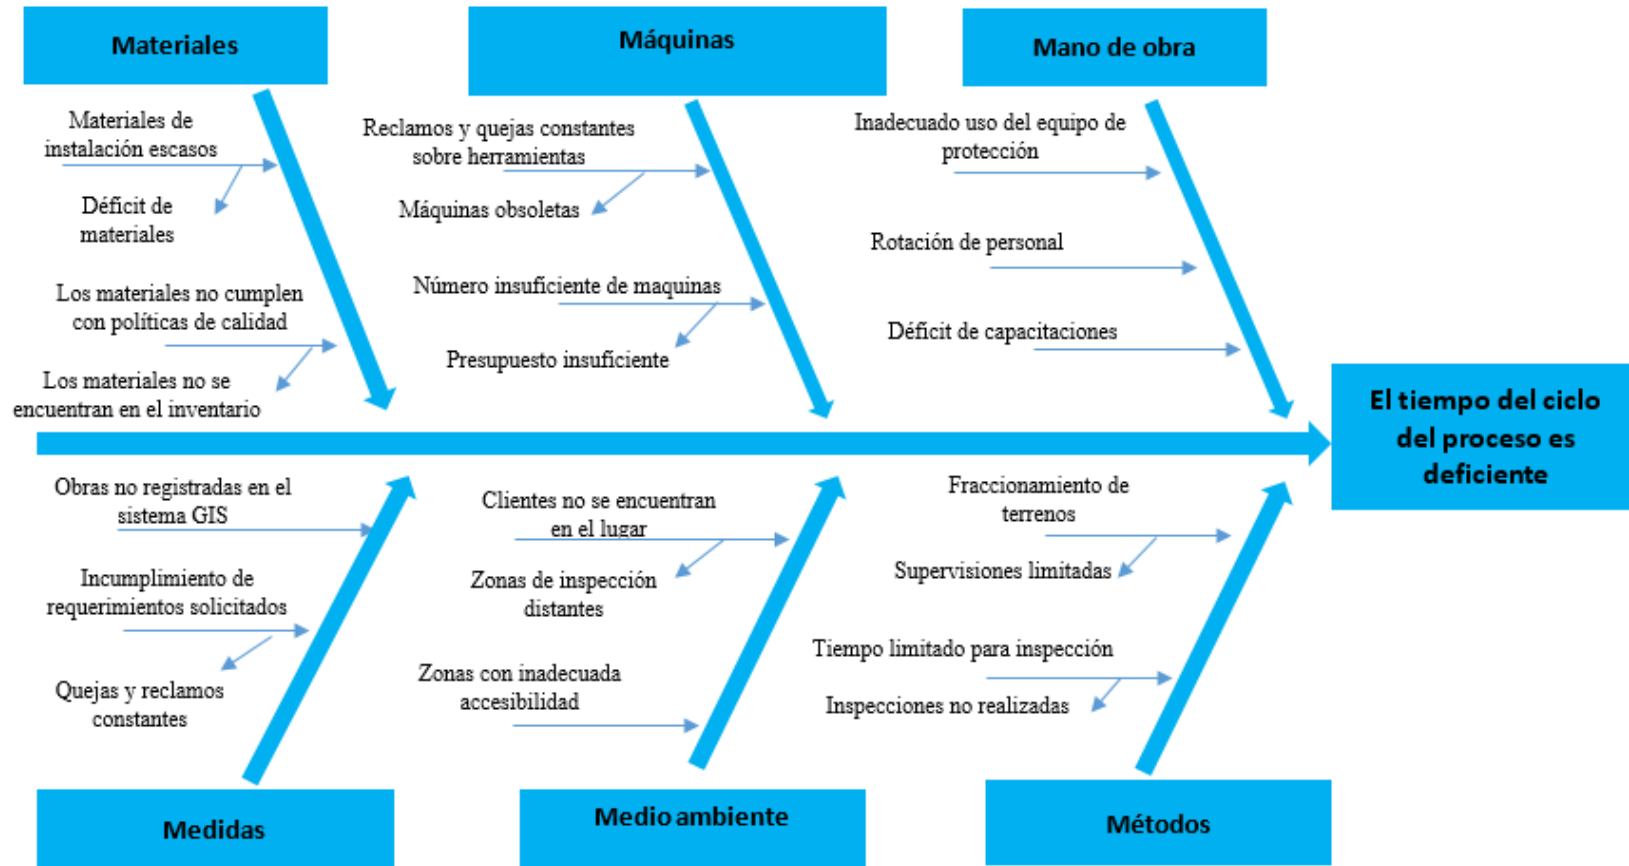 Materiales
Máquinas
Mano de obra
Materiales de
instalación escasos
Déficit de
materiales
Los materiales no cumplen
con políticas de calidad
Los materiales no se
encuentran en el inventario
Reclamos y quejas constantes
sobre herramientas
Máquinas obsoletas
Número insuficiente de maquinas
Presupuesto insuficiente
Inadecuado uso del equipo de
protección
Rotación de personal
Déficit de capacitaciones
El tiempo del ciclo
del proceso es
deficiente
Obras no registradas en el
sistema GIS
Incumplimiento de
requerimientos solicitados
Quejas y reclamos
constantes
Clientes no se encuentran
en el lugar
Zonas de inspección
distantes
Zonas con inadecuada
accesibilidad
Fraccionamiento de
terrenos
Supervisiones limitadas
Tiempo limitado para inspección
Inspecciones no realizadas
Medidas
Medio ambiente
Métodos